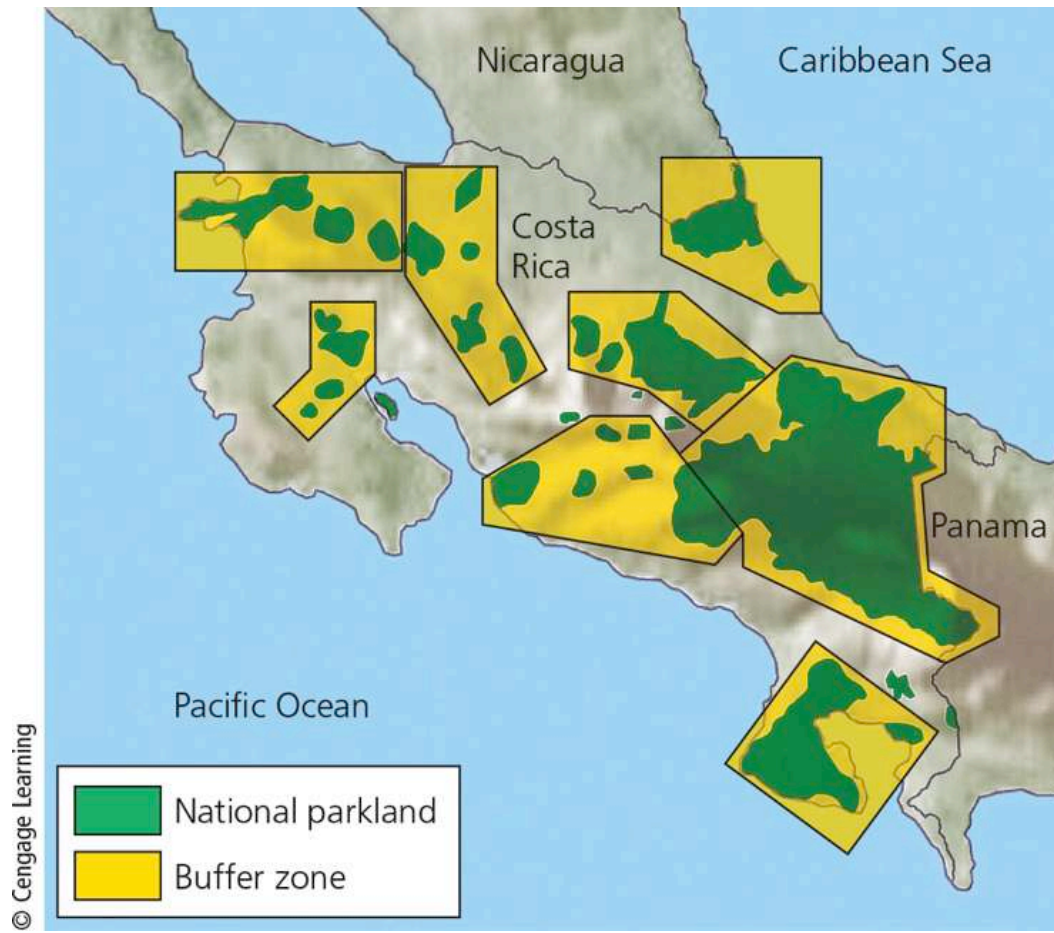 Nicaragua
Caribbean Sea
Costa
Rica
Panama
Pacific Ocean
National parkland
Buffer zone
© Cengage Learning